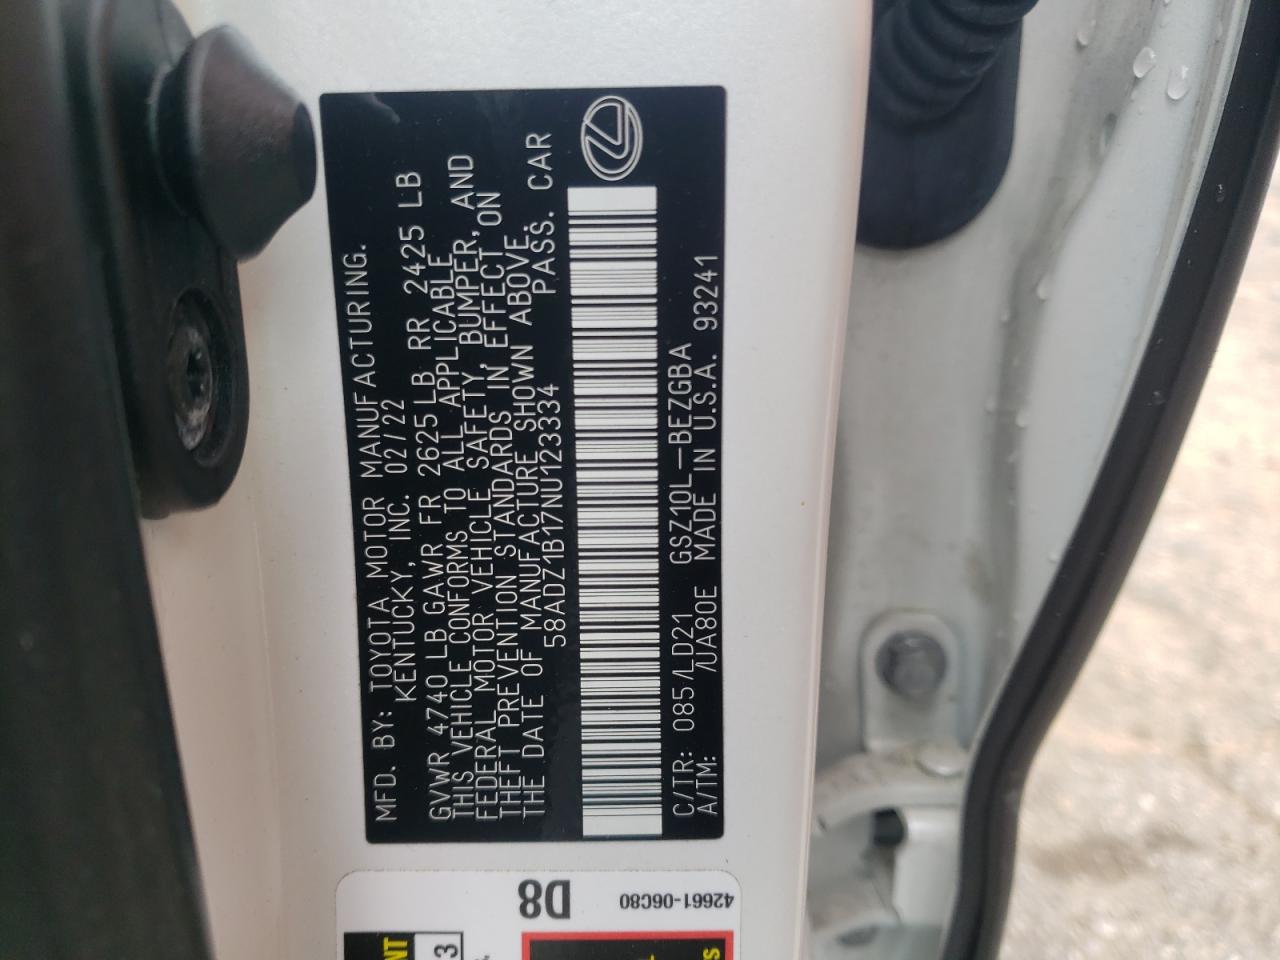 MFD. BY: TOYOTA MOTOR MANUFACTURING.
KENTUCKY, INC. 02/22
GVWR 4740 LB GAWR FR 2625 LB RR 2425 LB
THIS VEHICLE CONFORMS TO ALL APPLICABLE
FEDERAL MOTOR VEHICLE SAFETY, BUMPER, AND
THEFT PREVENTION STANDARDS IN EFFECT ON
THE DATE OF MANUFACTURE SHOWN ABOVE.
58ADZ1B17NU123334 PASS. CAR
C/TR: 085/LD21 GSZ10L-BEZGBA
A/TM: /UA80E MADE IN U.S.A. 93241
D8
42661-06C80
NT
3